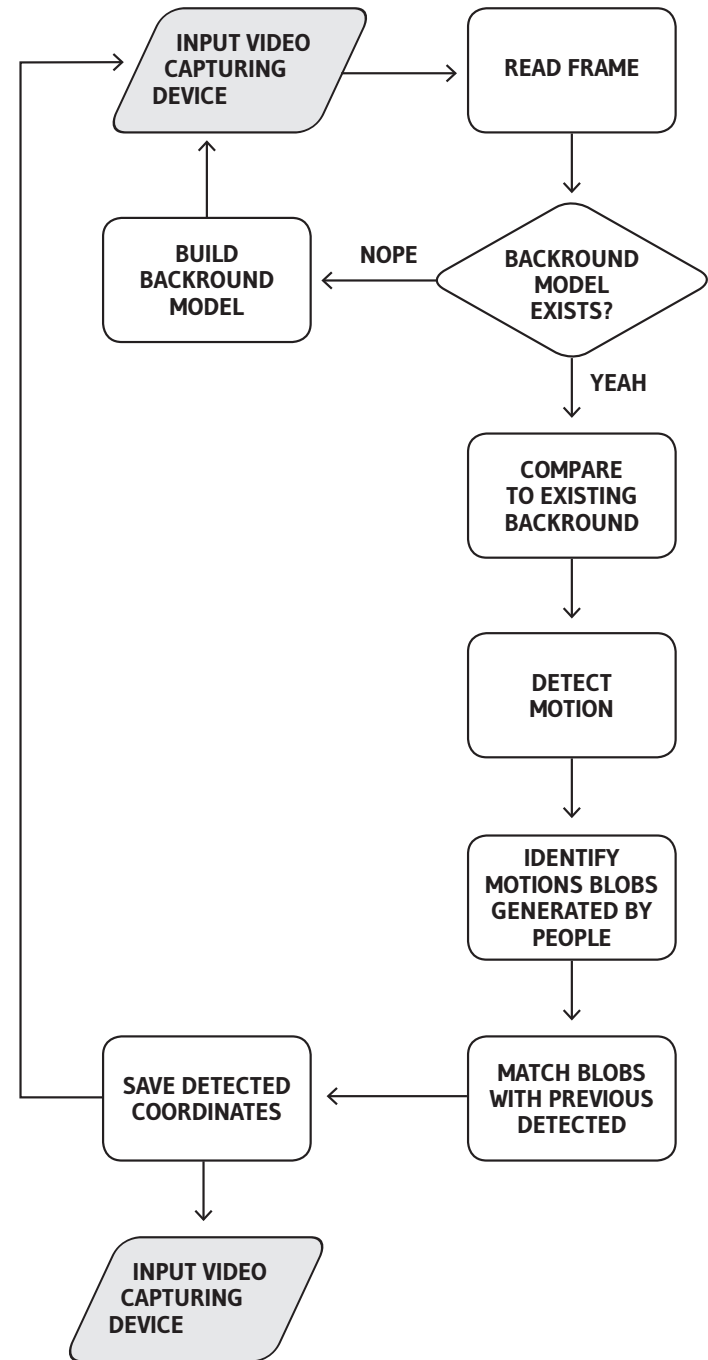 INPUT VIDEO
CAPTURING
DEVICE
READ FRAME
BACKROUND
MODEL
EXISTS?
NOPE
BUILD
BACKROUND
MODEL
YEAH
COMPARE
TO EXISTING
BACKROUND
DETECT
MOTION
IDENTIFY
MOTIONS BLOBS
GENERATED BY
PEOPLE
MATCH BLOBS
WITH PREVIOUS
DETECTED
SAVE DETECTED
COORDINATES
INPUT VIDEO
CAPTURING
DEVICE